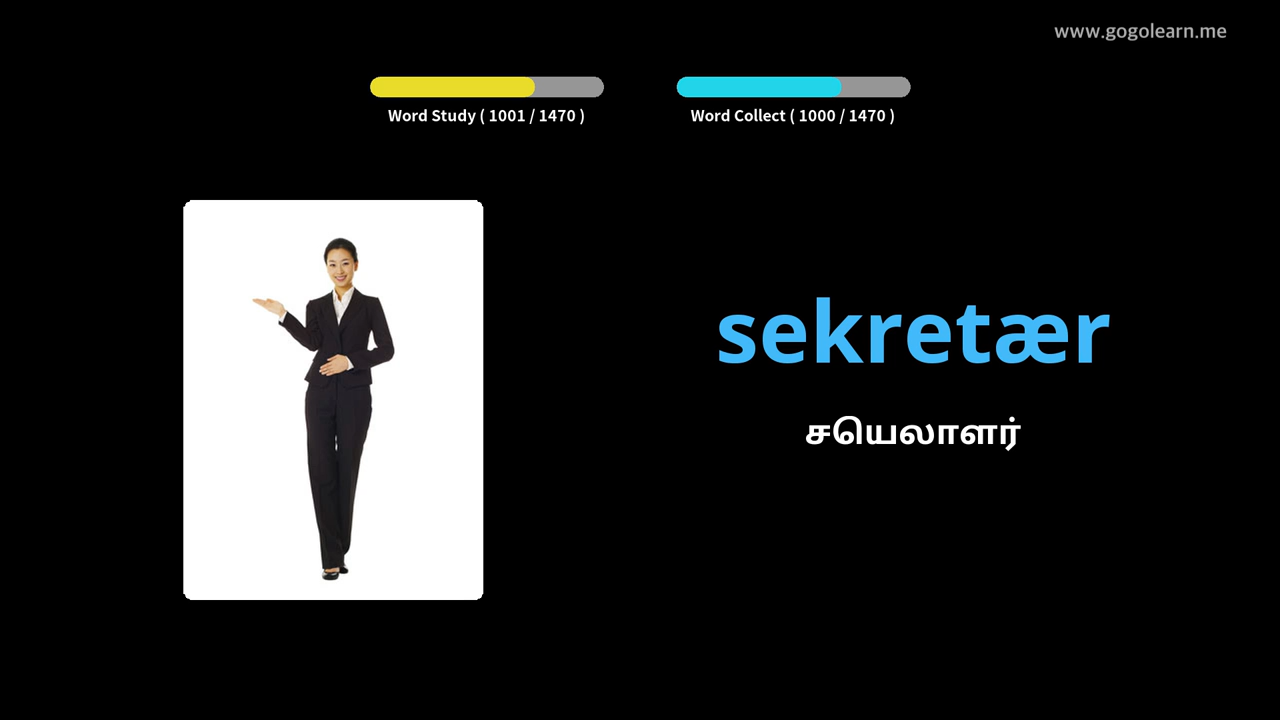 www.gogolearn.me
Word Study ( 1001 / 1470 )
Word Collect ( 1000 / 1470 )
sekretær
சயெலாளர்